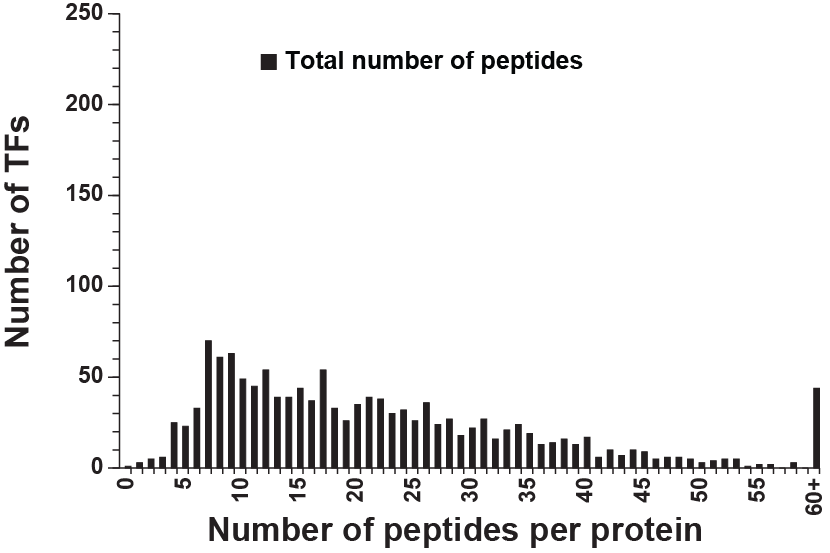 250
Total number of peptides
200
150
100
50
0
Number of TFs
0 5 10 15 20 25 30 35 40 45 50 55 60+
Number of peptides per protein